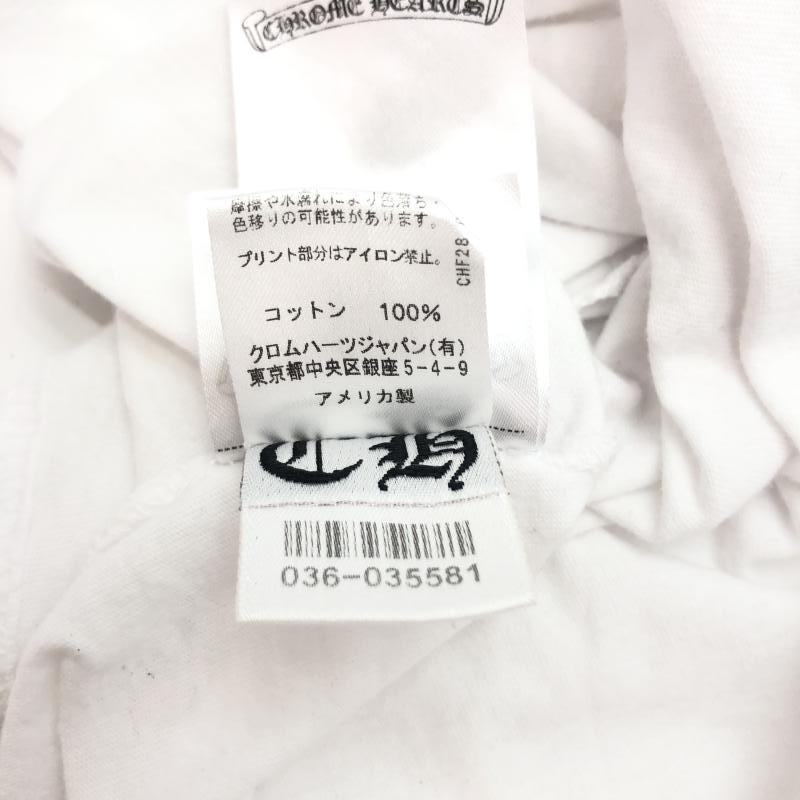 CHROME HEARTS
摩擦や水濡れにより色落ち・
色移りの可能性があります。
プリント部分はアイロン禁止。
CHF28
コットン 100%
クロムハーツジャパン(有)
東京都中央区銀座5-4-9
アメリカ製
CH
036-035581